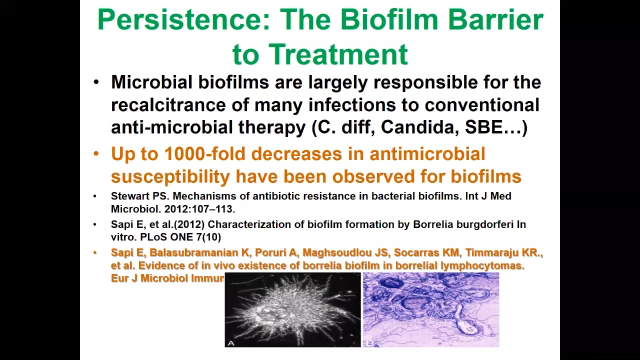 Persistence: The Biofilm Barrier
to Treatment
• Microbial biofilms are largely responsible for the
recalcitrance of many infections to conventional
anti-microbial therapy (C. diff, Candida, SBE…)
• Up to 1000-fold decreases in antimicrobial
susceptibility have been observed for biofilms
• Stewart PS. Mechanisms of antibiotic resistance in bacterial biofilms. Int J Med
Microbiol. 2012:107–113.
• Sapi E, et al.(2012) Characterization of biofilm formation by Borrelia burgdorferi In
vitro. PLoS ONE 7(10)
• Sapi E, Balasubramanian K, Poruri A, Maghsoudlou JS, Socarras KM, Timmaraju KR.,
et al. Evidence of in vivo existence of borrelia biofilm in borrelial lymphocytomas.
Eur J Microbiol Immun
A B